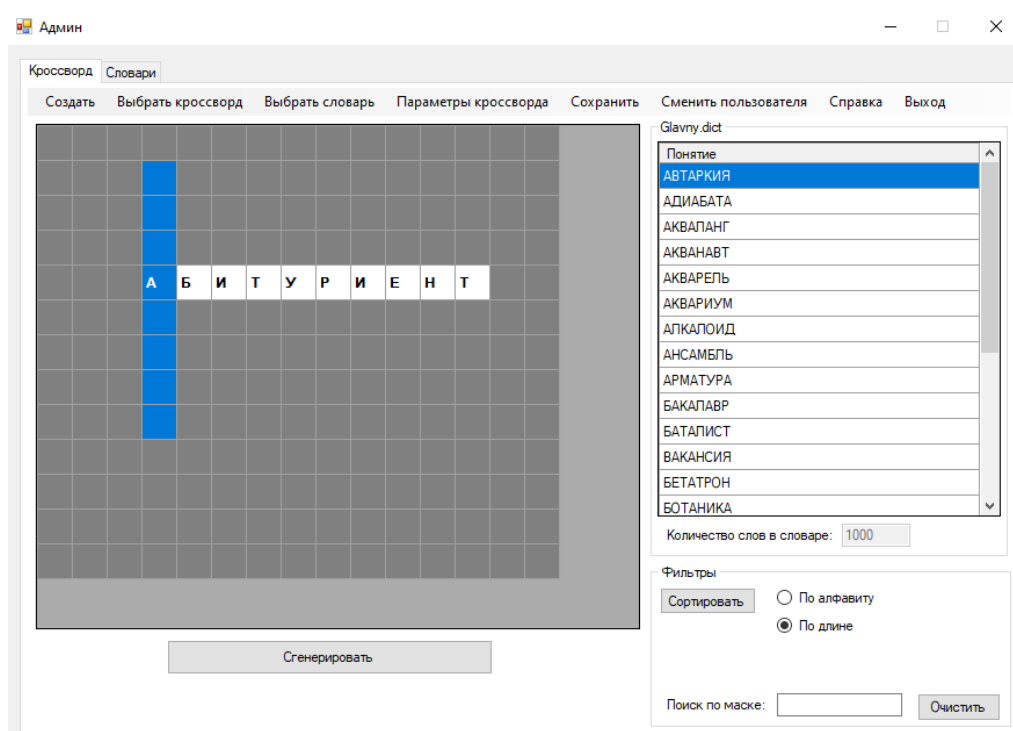 Админ
Кроссворд Словари
Создать Выбрать кроссворд Выбрать словарь Параметры кроссворда Сохранить Сменить пользователя Справка Выход
Glavny.dict
Понятие
АВТАРКИЯ
АДИАБАТА
АКВАЛАНГ
АКВАНАВТ
АКВАРЕЛЬ
АКВАРИУМ
АЛКАЛОИД
АНСАМБЛЬ
АРМАТУРА
БАКАЛАВР
БАТАЛИСТ
ВАКАНСИЯ
БЕТАТРОН
БОТАНИКА
АБИТУРИЕНТ
Количество слов в словаре: 1000
Фильтры
Сортировать По алфавиту
По длине
Сгенерировать
Поиск по маске: Очистить